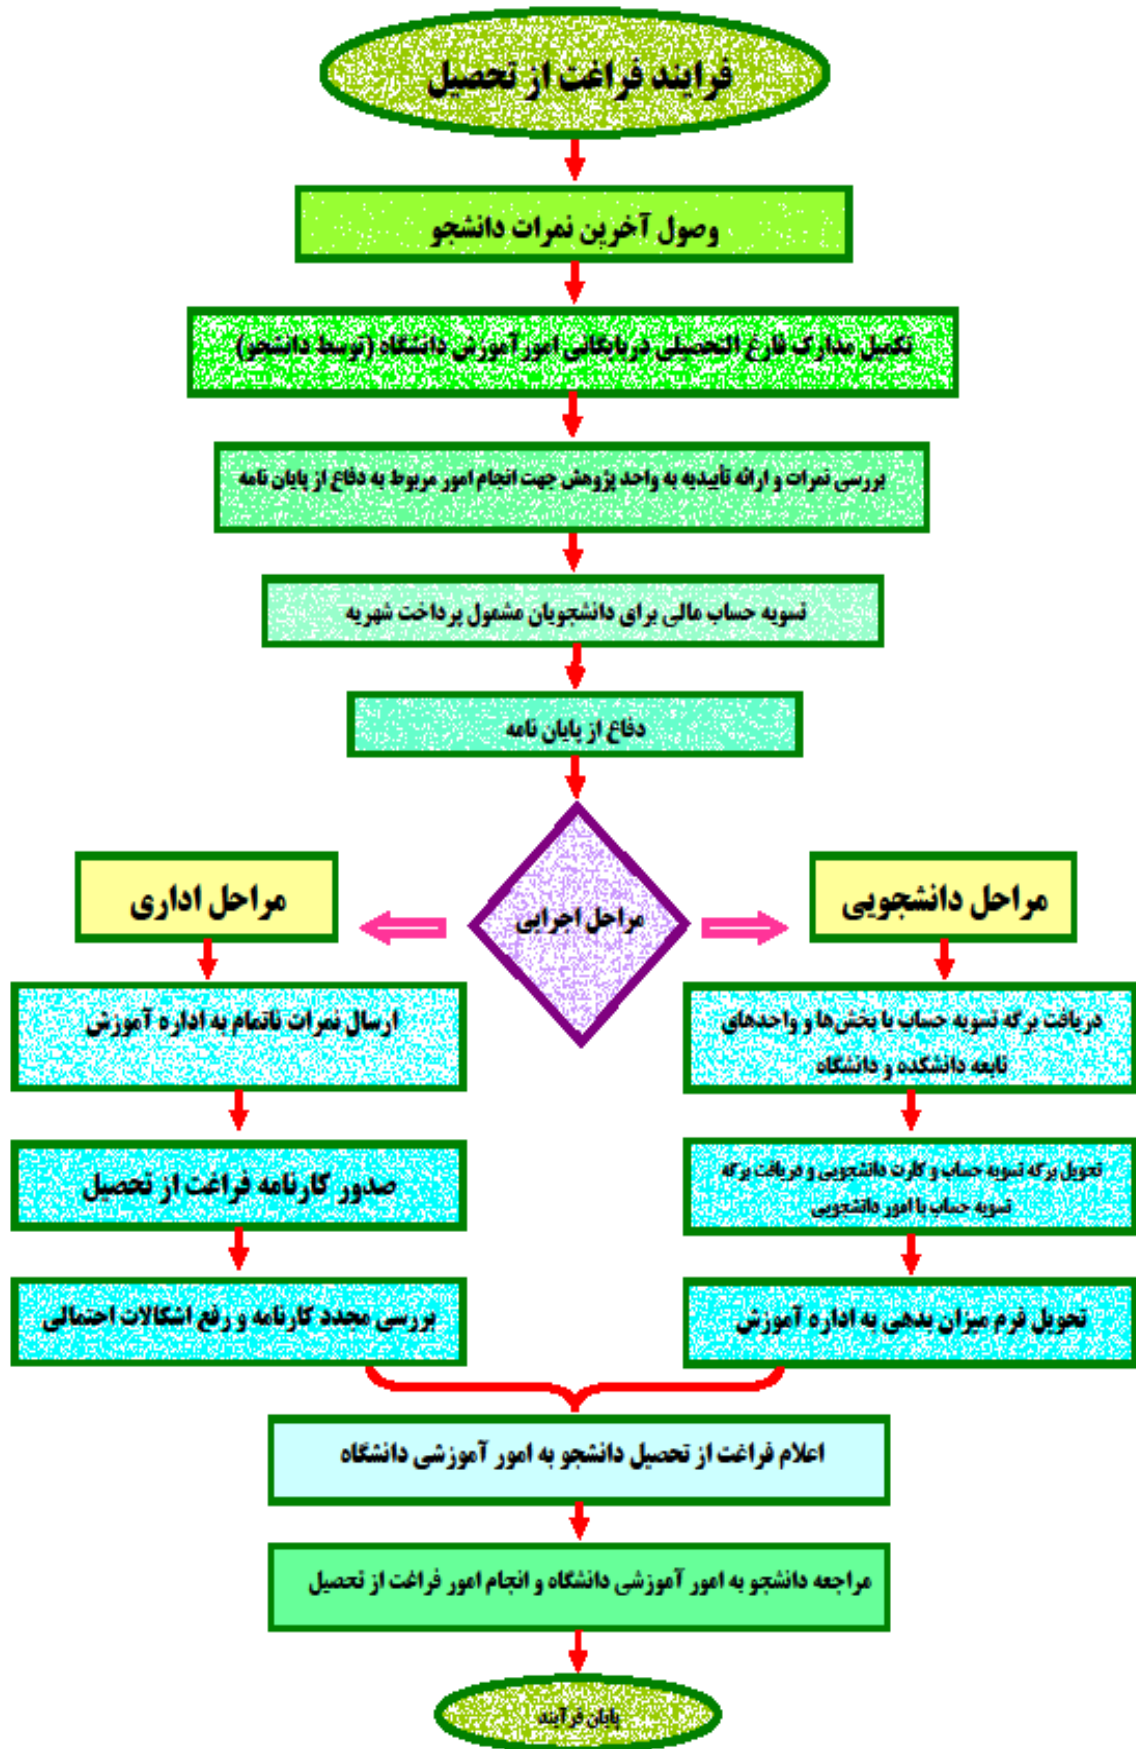 فرایند فراغت از تحصیل
وصول آخرین نمرات دانشجو
تکمیل مدارک فارغ التحصیلی دربایگانی امورآموزش دانشگاه (توسط دانشجو)
بررسی نمرات و ارائه تأییدیه به واحد پژوهش جهت انجام امور مربوط به دفاع از پایان نامه
تسویه حساب مالی برای دانشجویان مشمول پرداخت شهریه
دفاع از پایان نامه
مراحل اجرایی
مراحل دانشجویی
دریافت برگه تسویه حساب با بخش‌ها و واحدهای
تابعه دانشکده و دانشگاه
تحویل برگه تسویه حساب و کارت دانشجویی و دریافت برگه
تسویه حساب با امور دانشجویی
تحویل فرم میزان بدهی به اداره آموزش
مراحل اداری
ارسال نمرات ناتمام به اداره آموزش
صدور کارنامه فراغت از تحصیل
بررسی مجدد کارنامه و رفع اشکالات احتمالی
اعلام فراغت از تحصیل دانشجو به امور آموزشی دانشگاه
مراجعه دانشجو به امور آموزشی دانشگاه و انجام امور فراغت از تحصیل
پایان فرآیند